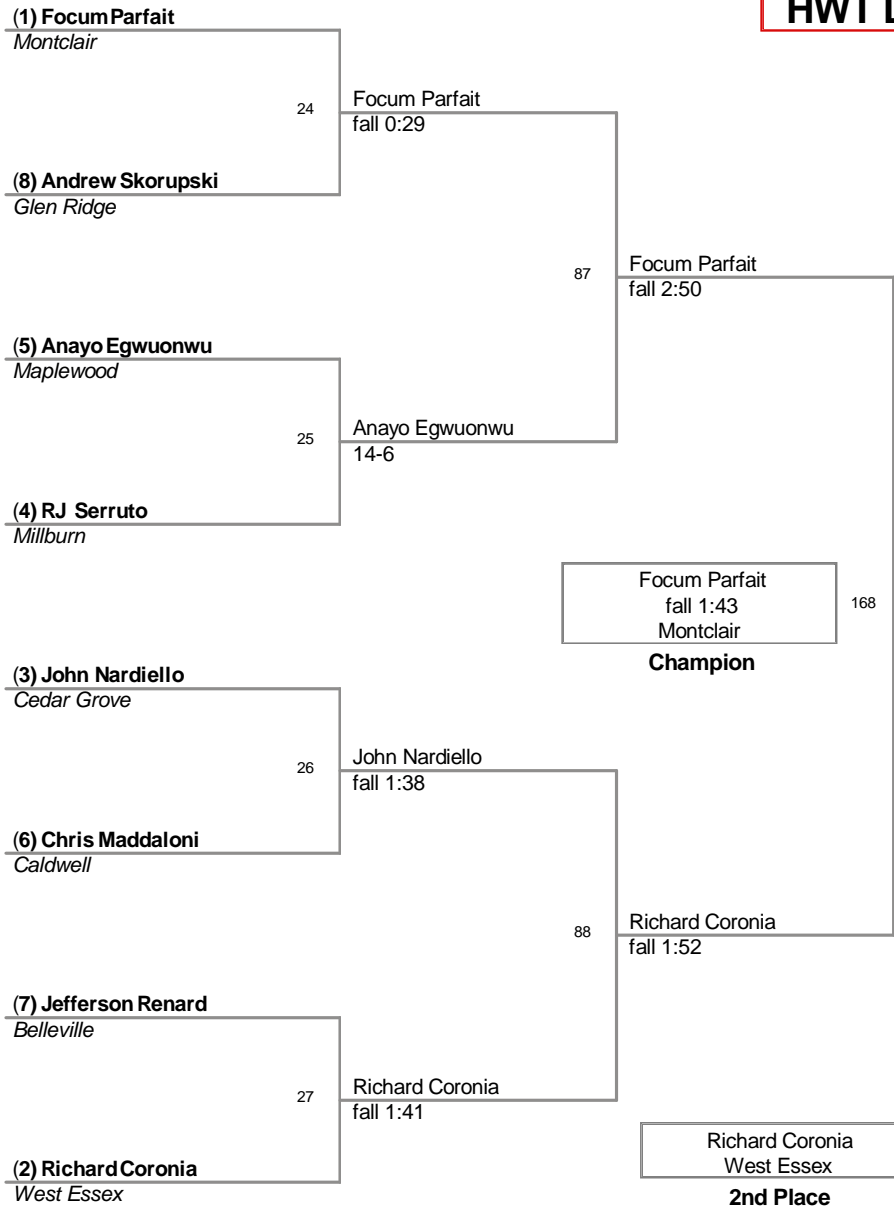 (1) Focum Parfait
HWT
Montclair
24
Focum Parfait
fall 0:29
(8) Andrew Skorupski
Glen Ridge
87
Focum Parfait
fall 2:50
(5) Anayo Egwuonwu
Maplewood
25
Anayo Egwuonwu
14-6
(4) RJ Serruto
Millburn
Focum Parfait
fall 1:43
Montclair
168
Champion
(3) John Nardiello
Cedar Grove
26
John Nardiello
fall 1:38
(6) Chris Maddaloni
Caldwell
88
Richard Coronia
fall 1:52
(7) Jefferson Renard
Belleville
27
Richard Coronia
fall 1:41
(2) Richard Coronia
West Essex
Richard Coronia
West Essex
2nd Place